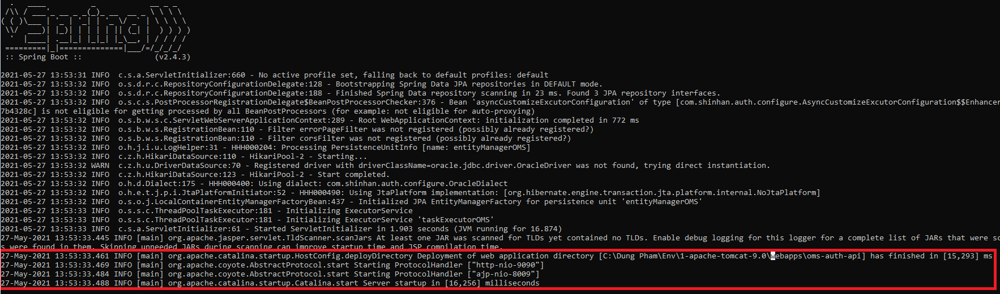 .   ____          _            __ _ _
 /\\ / ___'_ __ _ _(_)_ __  __ _ \ \ \ \
( ( )\___ | '_ | '_| | '_ \/ _` | \ \ \ \
 \\/  ___)| |_)| | | | | || (_| |  ) ) ) )
  '  |____| .__|_| |_|_| |_\__, | / / / /
 =========|_|==============|___/=/_/_/_/
 :: Spring Boot ::                (v2.4.3)
2021-05-27 13:53:31 INFO  c.s.a.ServletInitializer:660 - No active profile set, falling back to default profiles: default
2021-05-27 13:53:32 INFO  o.s.d.r.c.RepositoryConfigurationDelegate:128 - Bootstrapping Spring Data JPA repositories in DEFAULT mode.
2021-05-27 13:53:32 INFO  o.s.d.r.c.RepositoryConfigurationDelegate:188 - Finished Spring Data repository scanning in 23 ms. Found 3 JPA repository interfaces.
2021-05-27 13:53:32 INFO  o.s.c.s.PostProcessorRegistrationDelegate$BeanPostProcessorChecker:376 - Bean 'asyncCustomizeExcutorConfiguration' of type [com.shinhan.auth.configure.AsyncCustomizeExcutorConfiguration$$Enhancer
7b4328c] is not eligible for getting processed by all BeanPostProcessors (for example: not eligible for auto-proxying)
2021-05-27 13:53:32 INFO  o.s.b.w.s.c.ServletWebServerApplicationContext:289 - Root WebApplicationContext: initialization completed in 772 ms
2021-05-27 13:53:32 INFO  o.s.b.w.s.RegistrationBean:110 - Filter errorPageFilter was not registered (possibly already registered?)
2021-05-27 13:53:32 INFO  o.s.b.w.s.RegistrationBean:110 - Filter corsFilter was not registered (possibly already registered?)
2021-05-27 13:53:32 INFO  o.h.j.i.u.LogHelper:31 - HHH000204: Processing PersistenceUnitInfo [name: entityManagerOMS]
2021-05-27 13:53:32 INFO  c.z.h.HikariDataSource:110 - HikariPool-2 - Starting...
2021-05-27 13:53:32 WARN  c.z.h.u.DriverDataSource:70 - Registered driver with driverClassName=oracle.jdbc.driver.OracleDriver was not found, trying direct instantiation.
2021-05-27 13:53:32 INFO  c.z.h.HikariDataSource:123 - HikariPool-2 - Start completed.
2021-05-27 13:53:32 INFO  o.h.d.Dialect:175 - HHH000400: Using dialect: com.shinhan.auth.configure.OracleDialect
2021-05-27 13:53:32 INFO  o.h.e.t.j.p.i.JtaPlatformInitiator:52 - HHH000490: Using JtaPlatform implementation: [org.hibernate.engine.transaction.jta.platform.internal.NoJtaPlatform]
2021-05-27 13:53:32 INFO  o.s.o.j.LocalContainerEntityManagerFactoryBean:437 - Initialized JPA EntityManagerFactory for persistence unit 'entityManagerOMS'
2021-05-27 13:53:33 INFO  o.s.s.c.ThreadPoolTaskExecutor:181 - Initializing ExecutorService
2021-05-27 13:53:33 INFO  o.s.s.c.ThreadPoolTaskExecutor:181 - Initializing ExecutorService 'taskExecutorOMS'
2021-05-27 13:53:33 INFO  c.s.a.ServletInitializer:61 - Started ServletInitializer in 1.903 seconds (JVM running for 16.874)
27-May-2021 13:53:33.445 INFO [main] org.apache.jasper.servlet.TldScanner.scanJars At least one JAR was scanned for TLDs yet contained no TLDs. Enable debug logging for this logger for a complete list of JARs that were sc
s were found in them. Skipping unneeded JARs during scanning can improve startup time and JSP compilation time.
27-May-2021 13:53:33.461 INFO [main] org.apache.catalina.startup.HostConfig.deployDirectory Deployment of web application directory [C:\Dung Pham\Env\1-apache-tomcat-9.0\webapps\oms-auth-api] has finished in [15,293] ms
27-May-2021 13:53:33.469 INFO [main] org.apache.coyote.AbstractProtocol.start Starting ProtocolHandler ["http-nio-9090"]
27-May-2021 13:53:33.484 INFO [main] org.apache.coyote.AbstractProtocol.start Starting ProtocolHandler ["ajp-nio-8009"]
27-May-2021 13:53:33.488 INFO [main] org.apache.catalina.startup.Catalina.start Server startup in [16,256] milliseconds